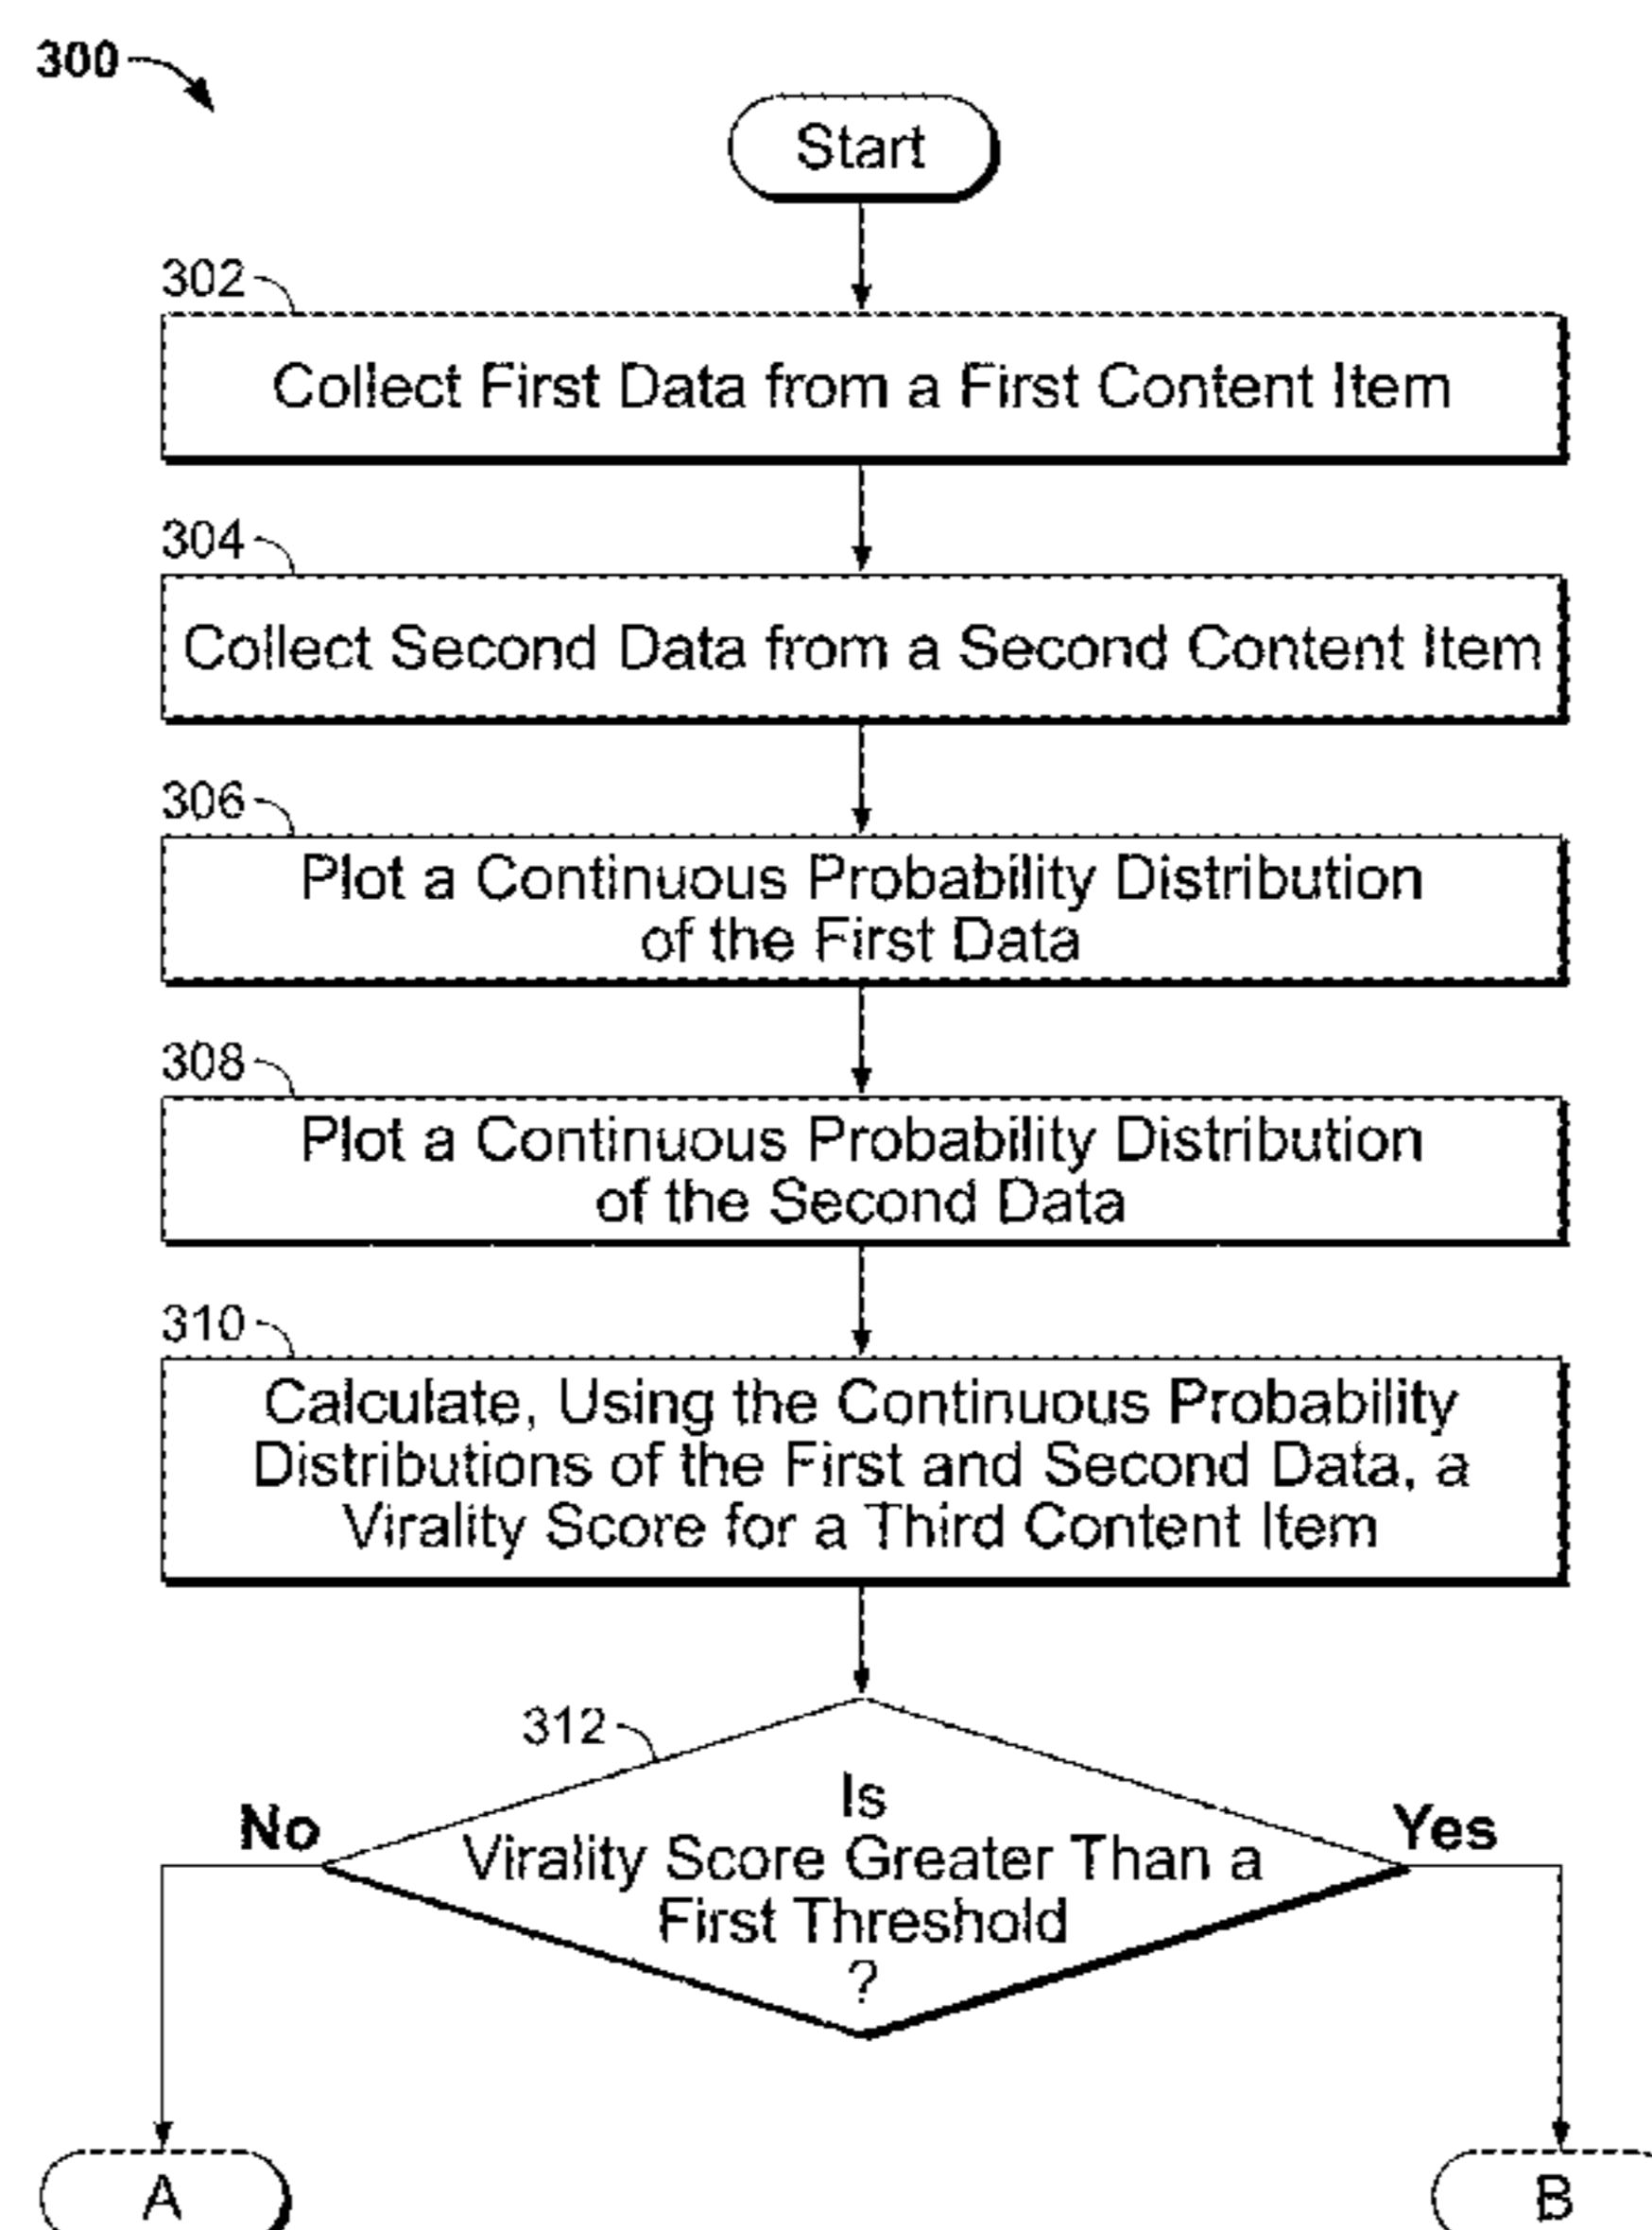 300
Start
302
Collect First Data from a First Content Item
304
Collect Second Data from a Second Content Item
306
Plot a Continuous Probability Distribution
of the First Data
308
Plot a Continuous Probability Distribution
of the Second Data
310
Calculate, Using the Continuous Probability
Distributions of the First and Second Data, a
Virality Score for a Third Content Item
312
Is
Virality Score Greater Than a
First Threshold
?
No
Yes
A
B